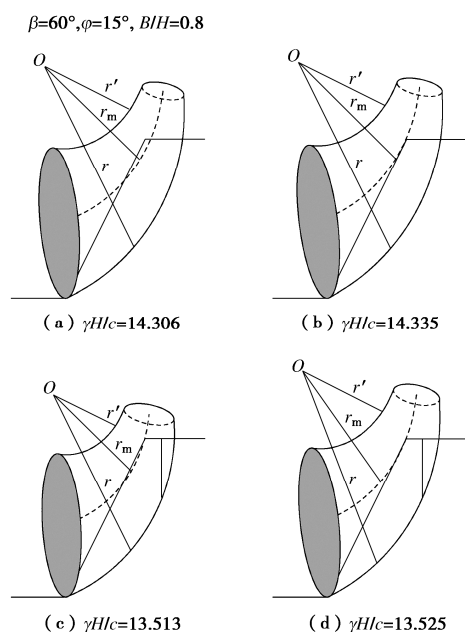 β=60°,φ=15°, B/H=0.8
O
r′
rm
r
O
r′
rm
r
(a) γH/c=14.306
(b) γH/c=14.335
O
r′
rm
r
O
r′
rm
r
(c) γH/c=13.513
(d) γH/c=13.525